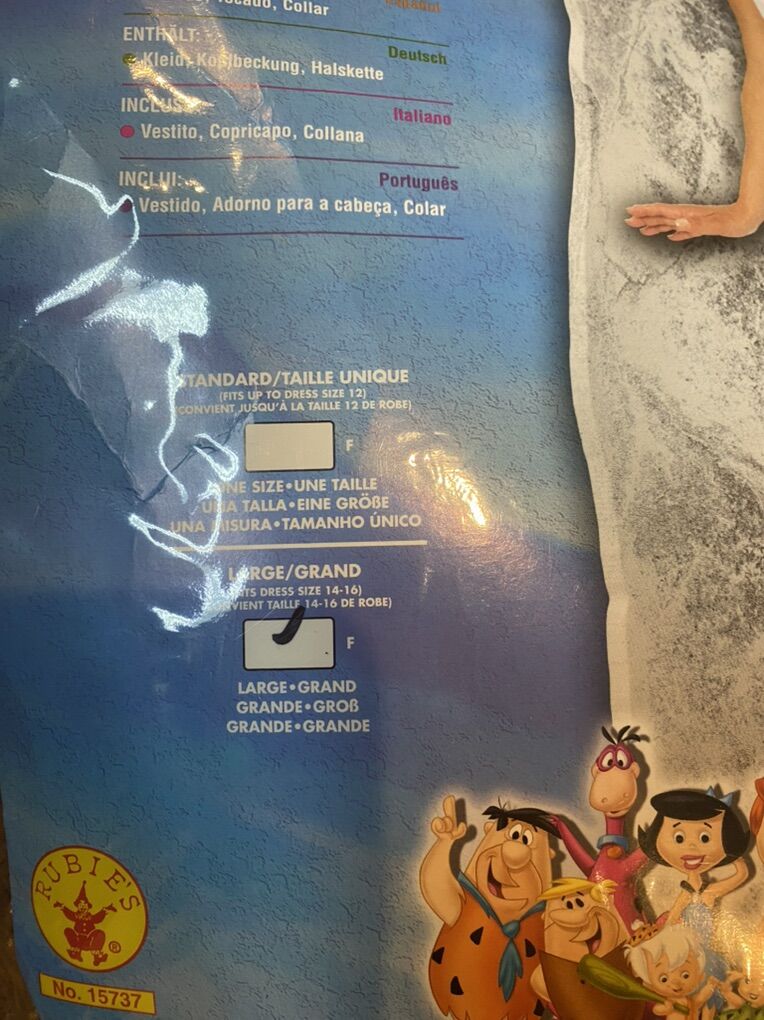 Collar
Español
ENTHALT:
Deutsch
Kleid, Kopfbeckung, Halskette
Italiano
Vestito, Copricapo, Collana
INCLUI:
Português
Vestido, Adorno para a cabeça, Colar
STANDARD/TAILLE UNIQUE
(FITS UP TO DRESS SIZE 12)
(CONVIENT JUSQU'À LA TAILLE 12 DE ROBE)
F
ONE SIZE•UNE TAILLE
UNA TALLA•EINE GRÖßE
UNA MISURA•TAMANHO ÚNICO
LARGE/GRAND
(FITS DRESS SIZE 14-16)
(CONVIENT TAILLE 14-16 DE ROBE)
F
LARGE•GRAND
GRANDE•GROß
GRANDE•GRANDE
RUBIE'S
®
No. 15737